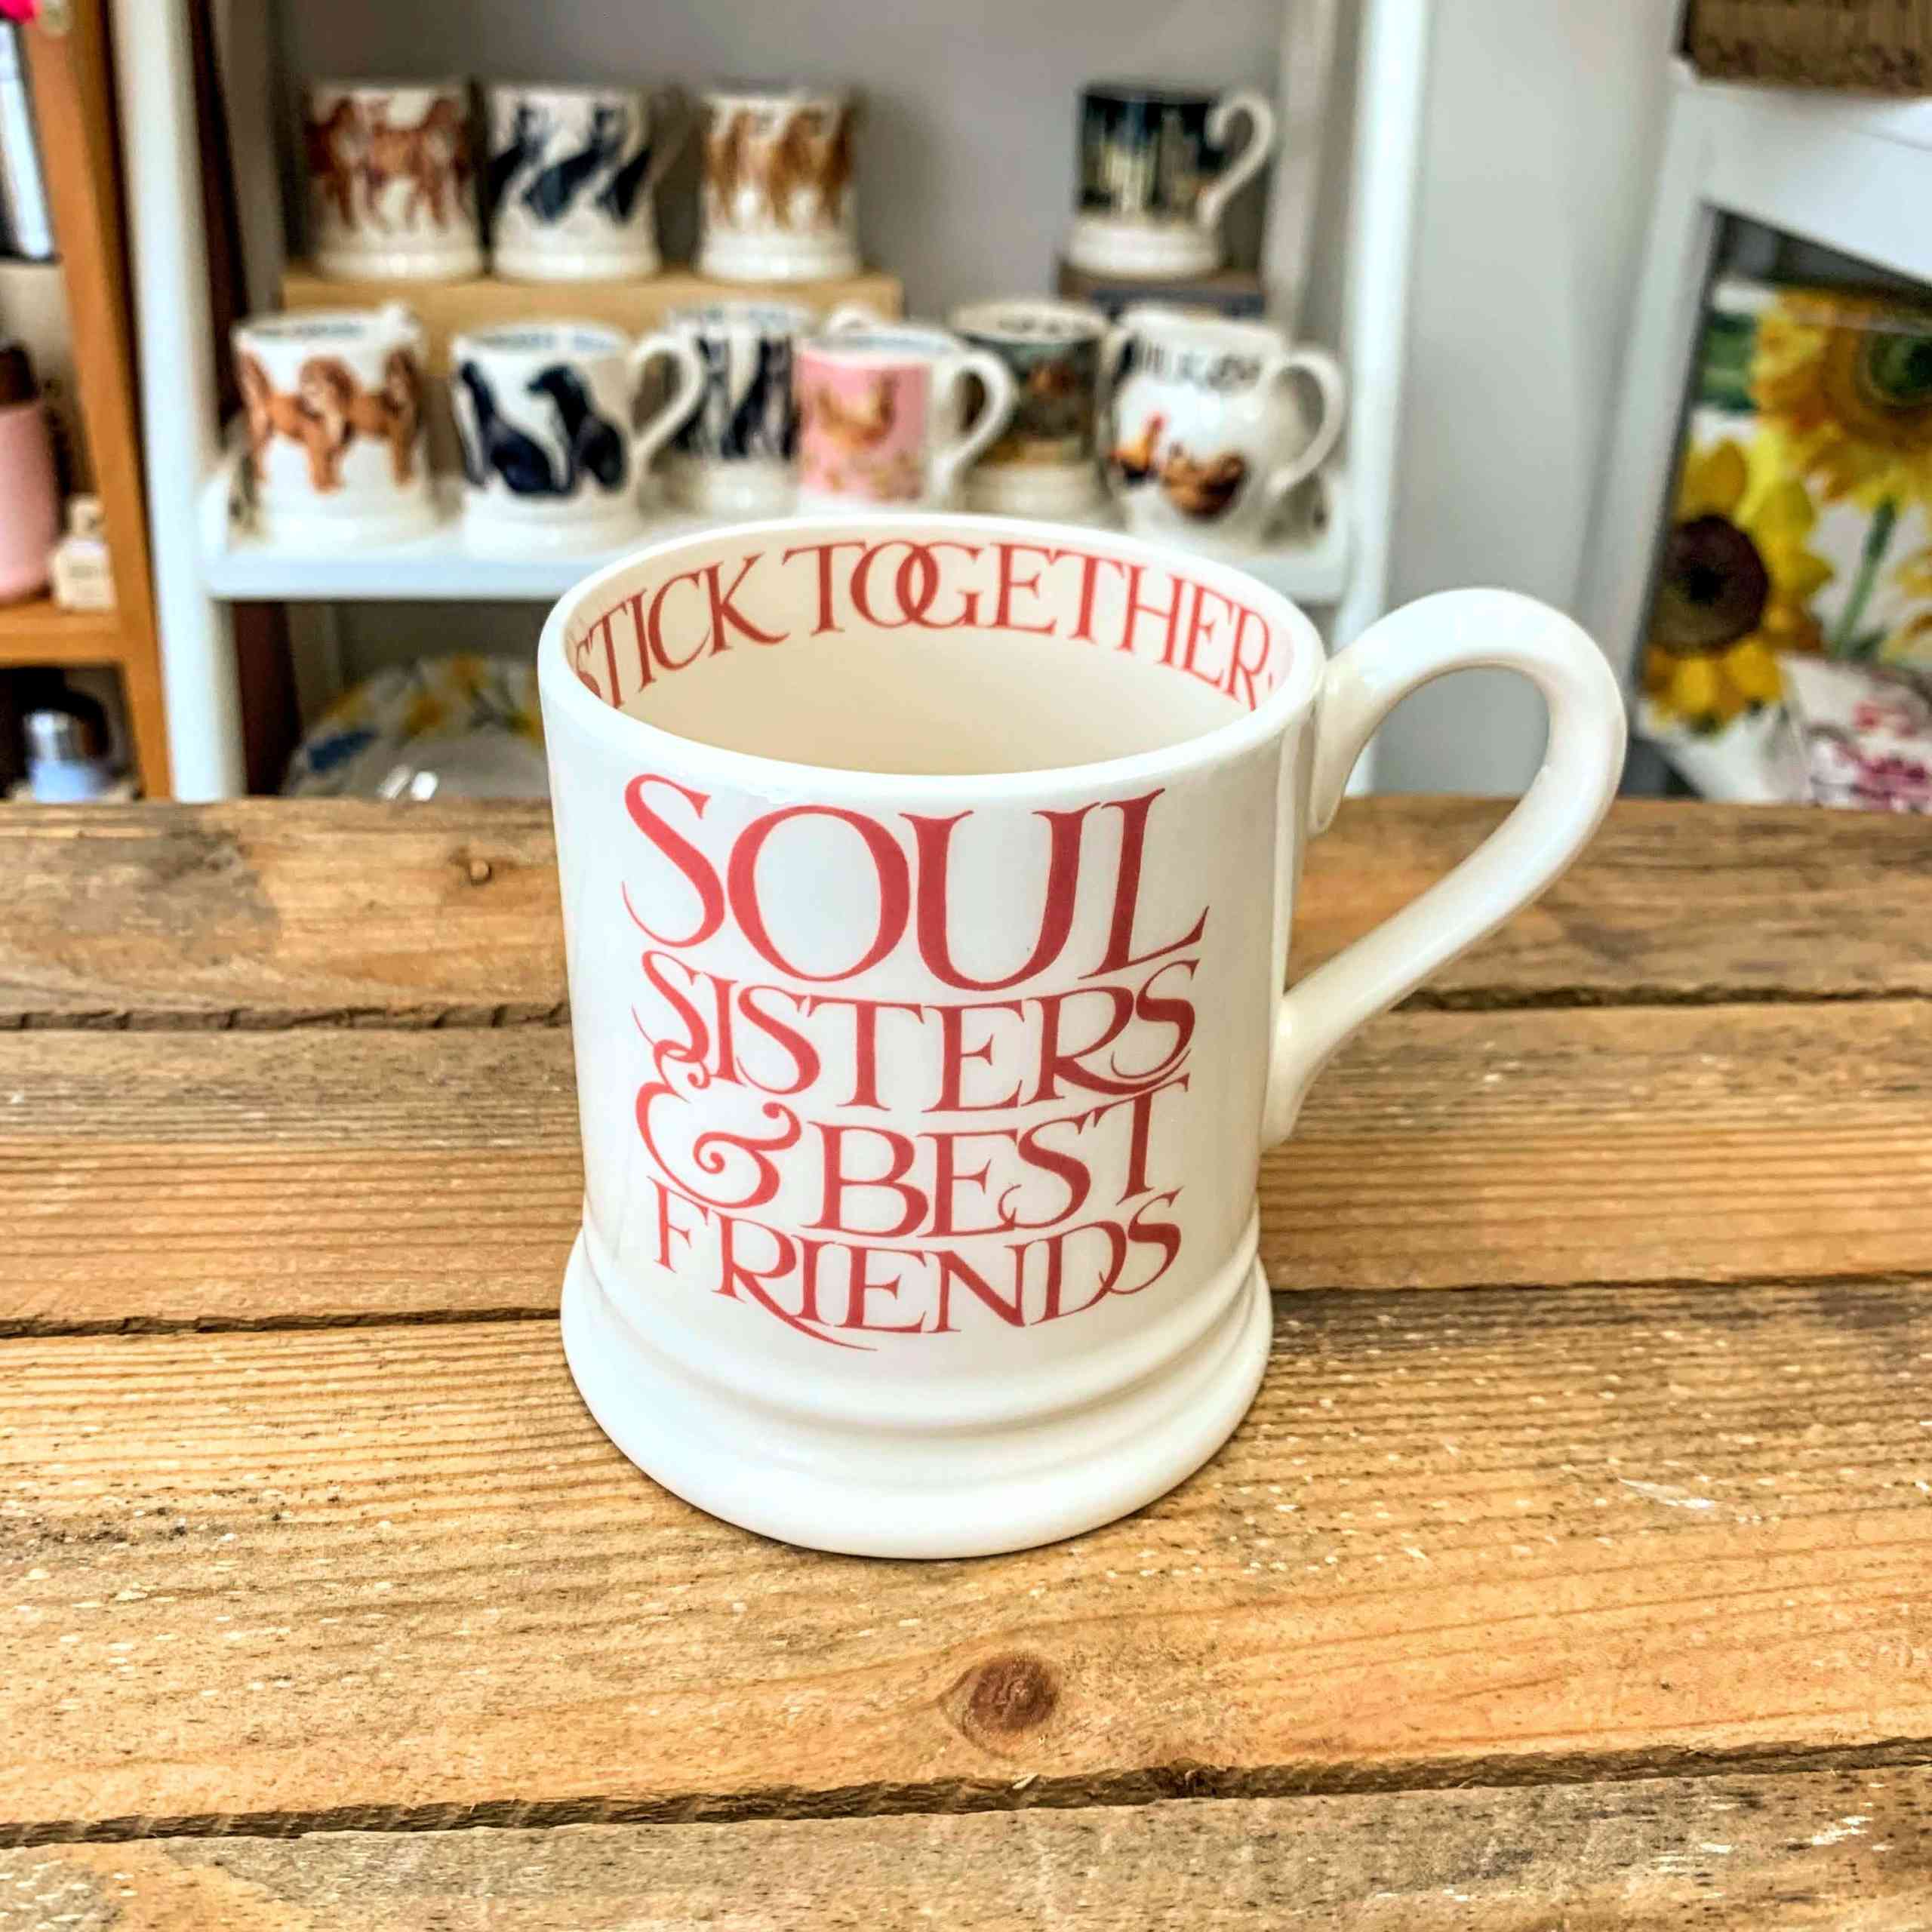 STICK TOGETHER.
SOUL
SISTERS
& BEST
FRIENDS